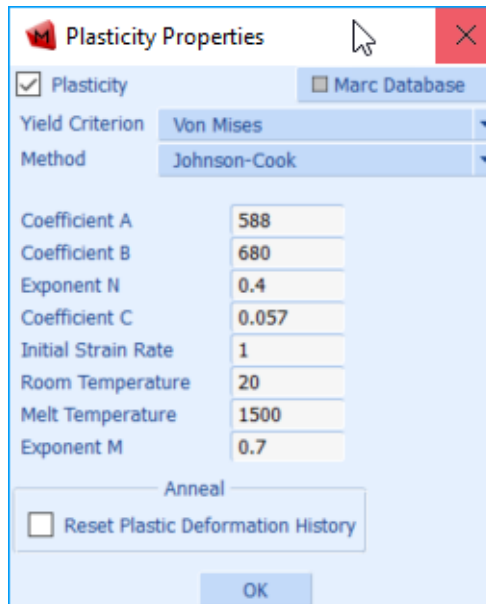 Plasticity Properties
Plasticity Marc Database
Yield Criterion Von Mises
Method Johnson-Cook
Coefficient A 588
Coefficient B 680
Exponent N 0.4
Coefficient C 0.057
Initial Strain Rate 1
Room Temperature 20
Melt Temperature 1500
Exponent M 0.7
Anneal
Reset Plastic Deformation History
OK